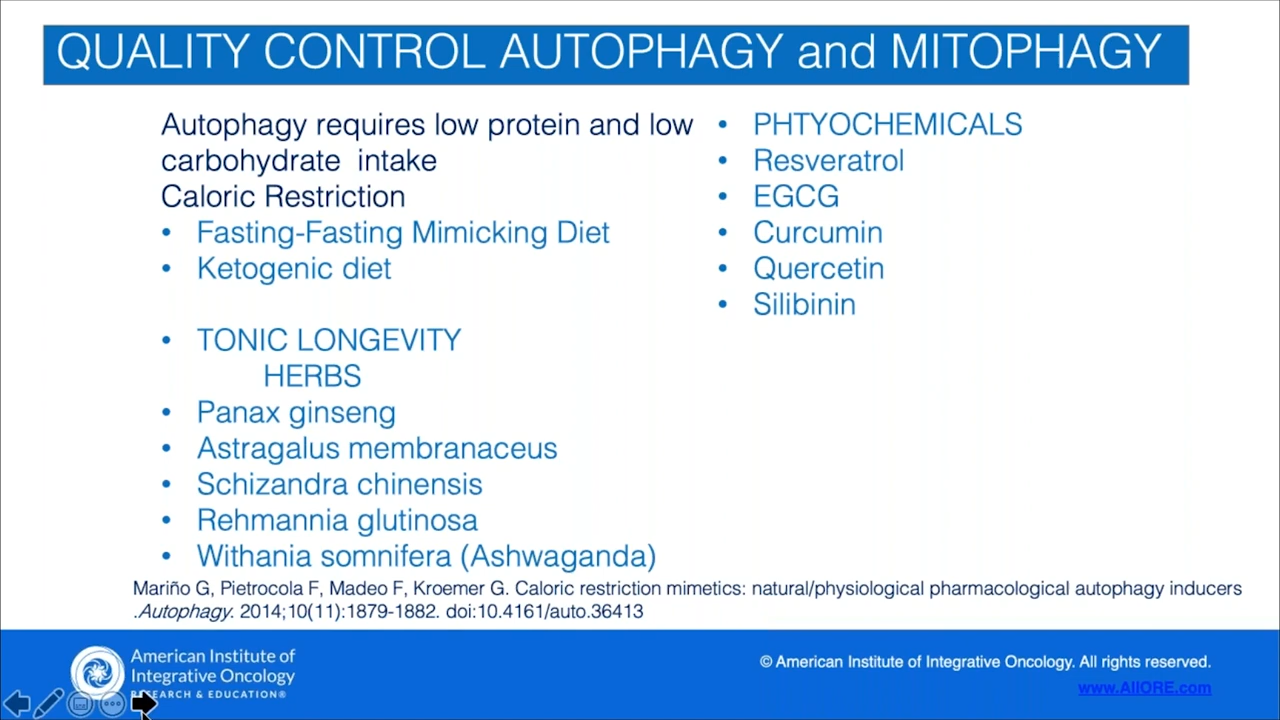 QUALITY CONTROL AUTOPHAGY and MITOPHAGY
Autophagy requires low protein and low
carbohydrate intake
Caloric Restriction
• Fasting-Fasting Mimicking Diet
• Ketogenic diet
• TONIC LONGEVITY
HERBS
• Panax ginseng
• Astragalus membranaceus
• Schizandra chinensis
• Rehmannia glutinosa
• Withania somnifera (Ashwaganda)
• PHTYOCHEMICALS
• Resveratrol
• EGCG
• Curcumin
• Quercetin
• Silibinin
Mariño G, Pietrocola F, Madeo F, Kroemer G. Caloric restriction mimetics: natural/physiological pharmacological autophagy inducers
.Autophagy. 2014;10(11):1879-1882. doi:10.4161/auto.36413
American Institute of
Integrative Oncology
RESEARCH & EDUCATION®
© American Institute of Integrative Oncology. All rights reserved.
www.AIIORE.com